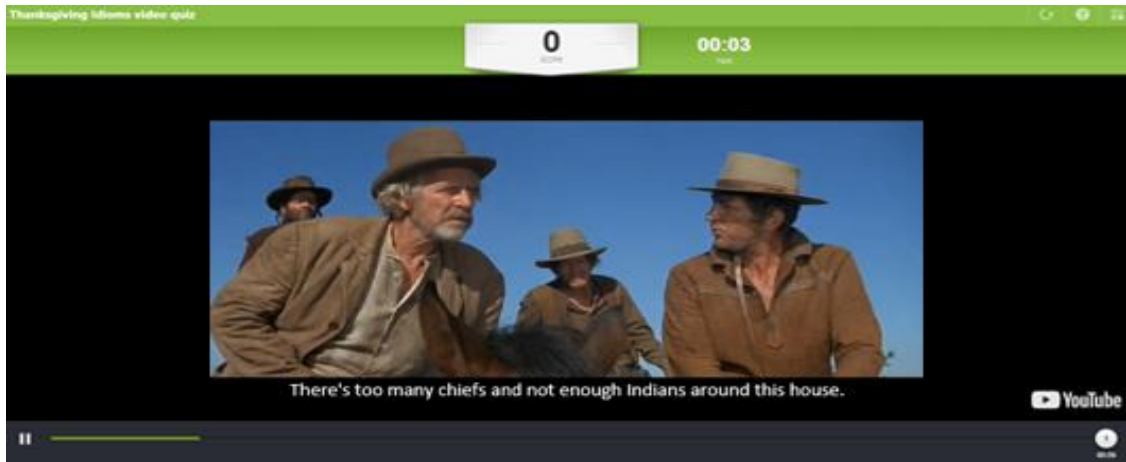 Thanksgiving Idioms video quiz
0
SCORE
00:03
There's too many chiefs and not enough Indians around this house.
YouTube